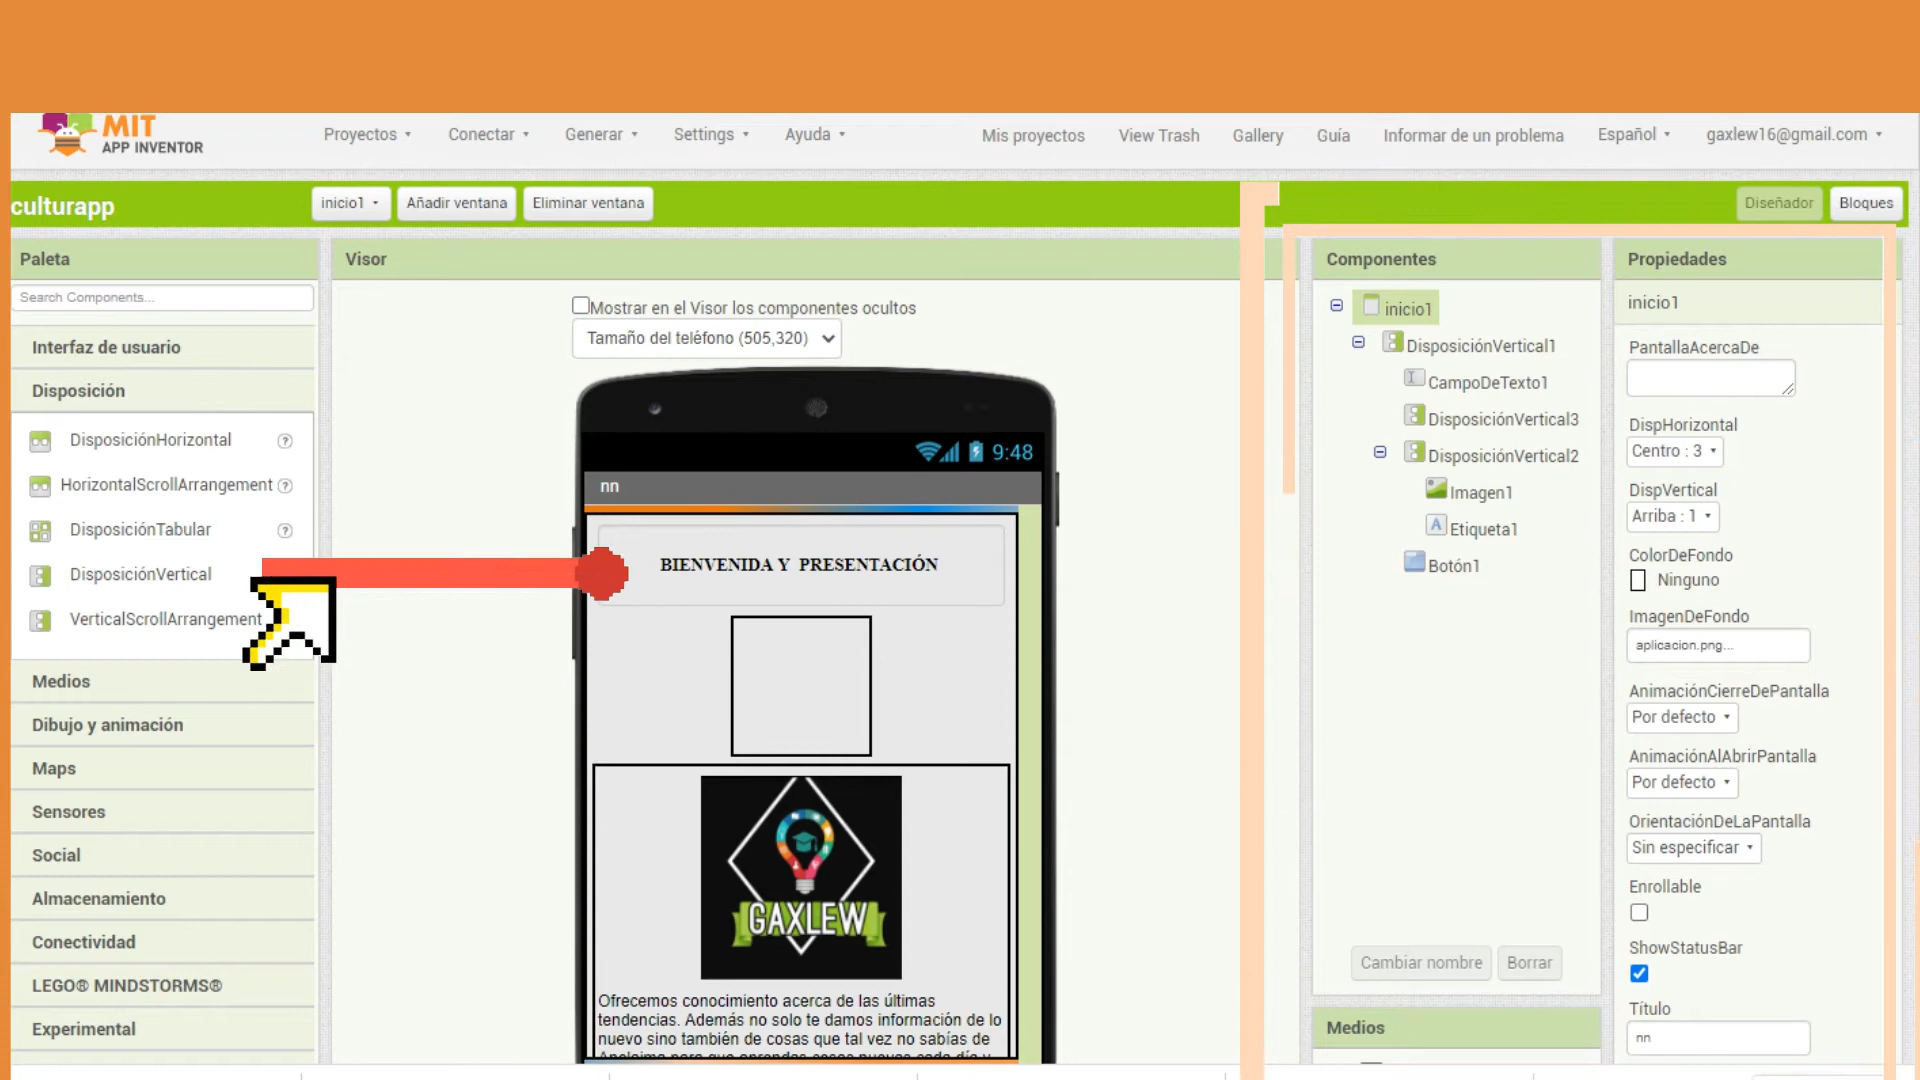 MIT
APP INVENTOR
Proyectos
Conectar
Generar
Settings
Ayuda
Mis proyectos
View Trash
Gallery
Guía
Informar de un problema
Español
gaxlew16@gmail.com
culturapp
inicio1
Añadir ventana
Eliminar ventana
Diseñador
Bloques
Paleta
Search Components...
Interfaz de usuario
Disposición
DisposiciónHorizontal ?
HorizontalScrollArrangement ?
DisposiciónTabular ?
DisposiciónVertical
VerticalScrollArrangement
Medios
Dibujo y animación
Maps
Sensores
Social
Almacenamiento
Conectividad
LEGO® MINDSTORMS®
Experimental
Visor
Mostrar en el Visor los componentes ocultos
Tamaño del teléfono (505,320)
9:48
nn
BIENVENIDA Y PRESENTACIÓN
GAXLEW
Ofrecemos conocimiento acerca de las últimas
tendencias. Además no solo te damos información de lo
nuevo sino también de cosas que tal vez no sabías de
Componentes
inicio1
DisposiciónVertical1
CampoDeTexto1
DisposiciónVertical3
DisposiciónVertical2
Imagen1
A Etiqueta1
Botón1
Cambiar nombre
Borrar
Medios
Propiedades
inicio1
PantallaAcercaDe
DispHorizontal
Centro : 3
DispVertical
Arriba : 1
ColorDeFondo
Ninguno
ImagenDeFondo
aplicacion.png...
AnimaciónCierreDePantalla
Por defecto
AnimaciónAlAbrirPantalla
Por defecto
OrientaciónDeLaPantalla
Sin especificar
Enrollable
ShowStatusBar
Título
nn